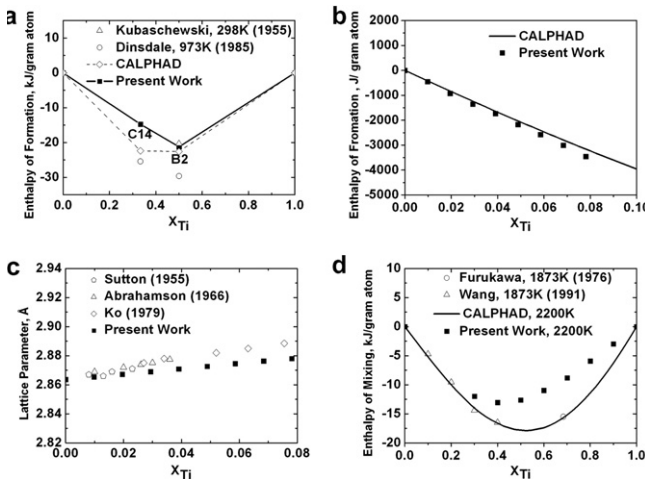 a
Kubaschewski, 298K (1955)
Dinsdale, 973K (1985)
CALPHAD
Present Work
C14
B2
0
-10
-20
-30
0.0 0.2 0.4 0.6 0.8 1.0
XTi
Enthalpy of Formation, kJ/gram atom
b
CALPHAD
Present Work
3000
2000
1000
0
-1000
-2000
-3000
-4000
-5000
0.00 0.02 0.04 0.06 0.08 0.10
XTi
Enthalpy of Fromation , J/ gram atom
c
Sutton (1955)
Abrahamson (1966)
Ko (1979)
Present Work
2.94
2.92
2.90
2.88
2.86
2.84
2.82
0.00 0.02 0.04 0.06 0.08
XTi
Lattice Parameter, Å
d
Furukawa, 1873K (1976)
Wang, 1873K (1991)
CALPHAD, 2200K
Present Work, 2200K
10
5
0
-5
-10
-15
-20
0.0 0.2 0.4 0.6 0.8 1.0
XTi
Enthalpy of Mixing, kJ/gram atom